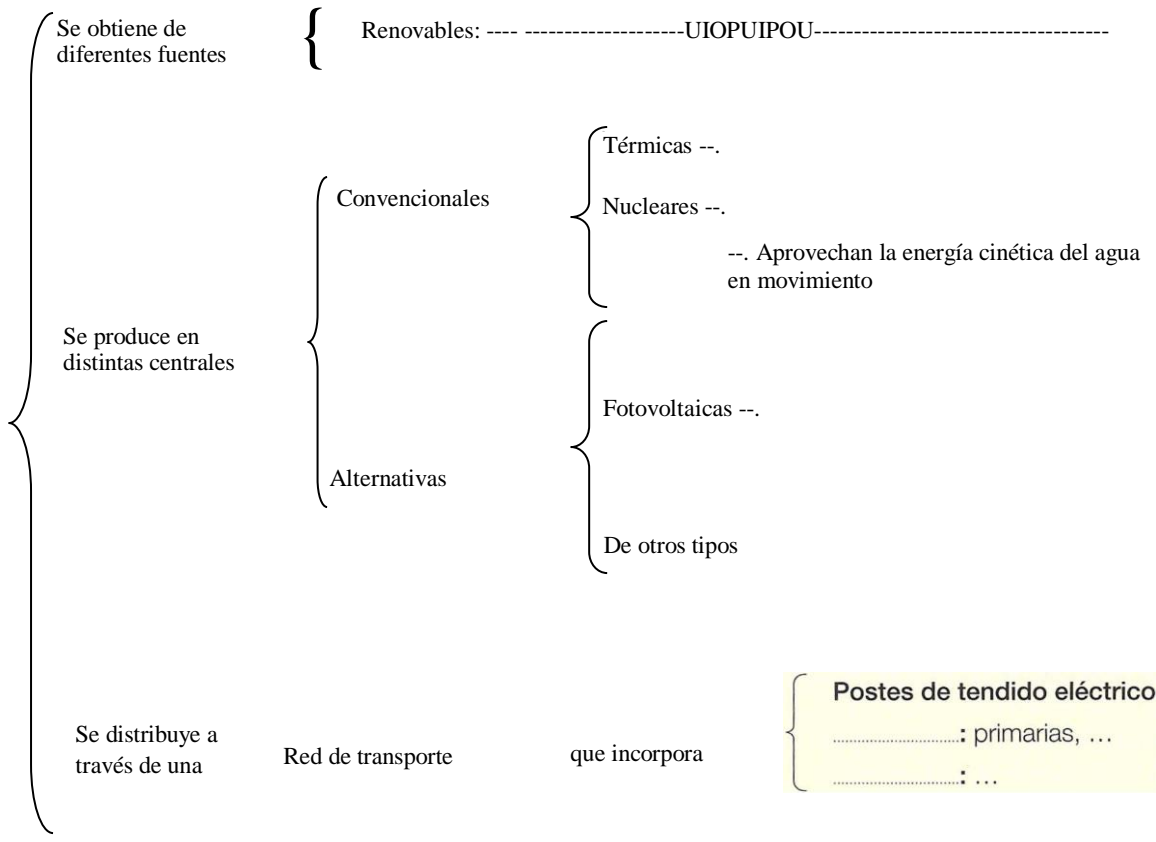 Se obtiene de
diferentes fuentes
Renovables: ---- --------------------UIOPUIPOU-------------------------------------
Térmicas --.
Convencionales
Nucleares --.
--. Aprovechan la energía cinética del agua
en movimiento
Se produce en
distintas centrales
Fotovoltaicas --.
Alternativas
De otros tipos
Se distribuye a
través de una
Red de transporte
que incorpora
Postes de tendido eléctrico
..............................: primarias, ...
..............................: ...